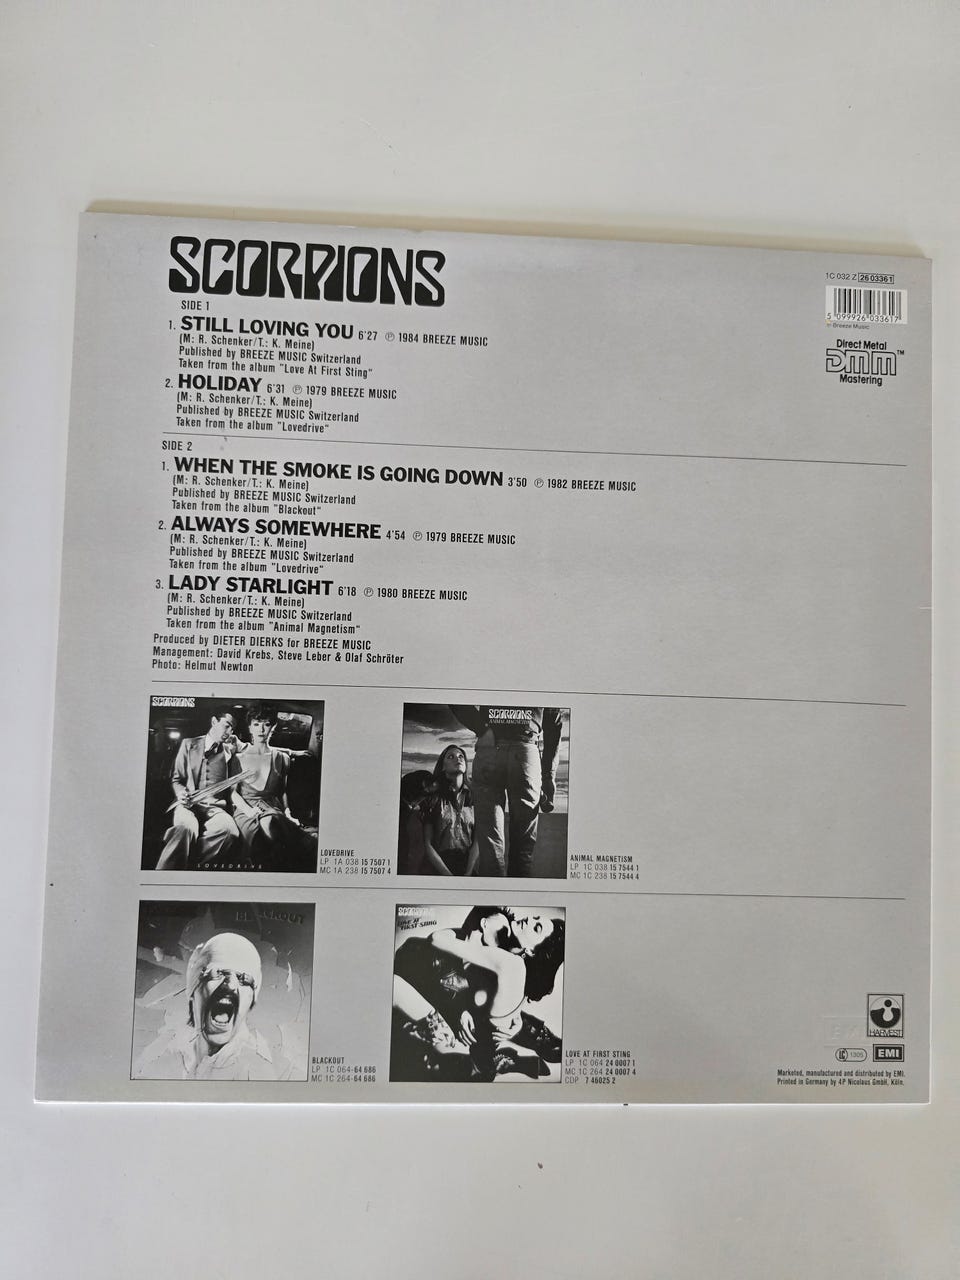 SCORPIONS
1C 032 Z 26 0336 1
5 099926 033617
℗ Breeze Music
Direct Metal
DMM™
Mastering
SIDE 1
1. STILL LOVING YOU 6'27 ℗ 1984 BREEZE MUSIC
(M: R. Schenker/T.: K. Meine)
Published by BREEZE MUSIC Switzerland
Taken from the album "Love At First Sting"
2. HOLIDAY 6'31 ℗ 1979 BREEZE MUSIC
(M: R. Schenker/T.: K. Meine)
Published by BREEZE MUSIC Switzerland
Taken from the album "Lovedrive"
SIDE 2
1. WHEN THE SMOKE IS GOING DOWN 3'50 ℗ 1982 BREEZE MUSIC
(M: R. Schenker/T.: K. Meine)
Published by BREEZE MUSIC Switzerland
Taken from the album "Blackout"
2. ALWAYS SOMEWHERE 4'54 ℗ 1979 BREEZE MUSIC
(M: R. Schenker/T.: K. Meine)
Published by BREEZE MUSIC Switzerland
Taken from the album "Lovedrive"
3. LADY STARLIGHT 6'18 ℗ 1980 BREEZE MUSIC
(M: R. Schenker/T.: K. Meine)
Published by BREEZE MUSIC Switzerland
Taken from the album "Animal Magnetism"
Produced by DIETER DIERKS for BREEZE MUSIC
Management: David Krebs, Steve Leber & Olaf Schröter
Photo: Helmut Newton
SCORPIONS
LOVEDRIVE
LOVEDRIVE
LP 1A 038 15 7507 1
MC 1A 238 15 7507 4
SCORPIONS
ANIMAL MAGNETISM
ANIMAL MAGNETISM
LP 1C 038 15 7544 1
MC 1C 238 15 7544 4
BLACKOUT
BLACKOUT
LP 1C 064-64 686
MC 1C 264-64 686
SCORPIONS
LOVE AT
FIRST STING
LOVE AT FIRST STING
LP 1C 064 24 0007 1
MC 1C 264 24 0007 4
CDP 7 46025 2
HARVEST
EMI
LC 1305 EMI
Marketed, manufactured and distributed by EMI.
Printed in Germany by 4P Nicolaus GmbH, Köln.